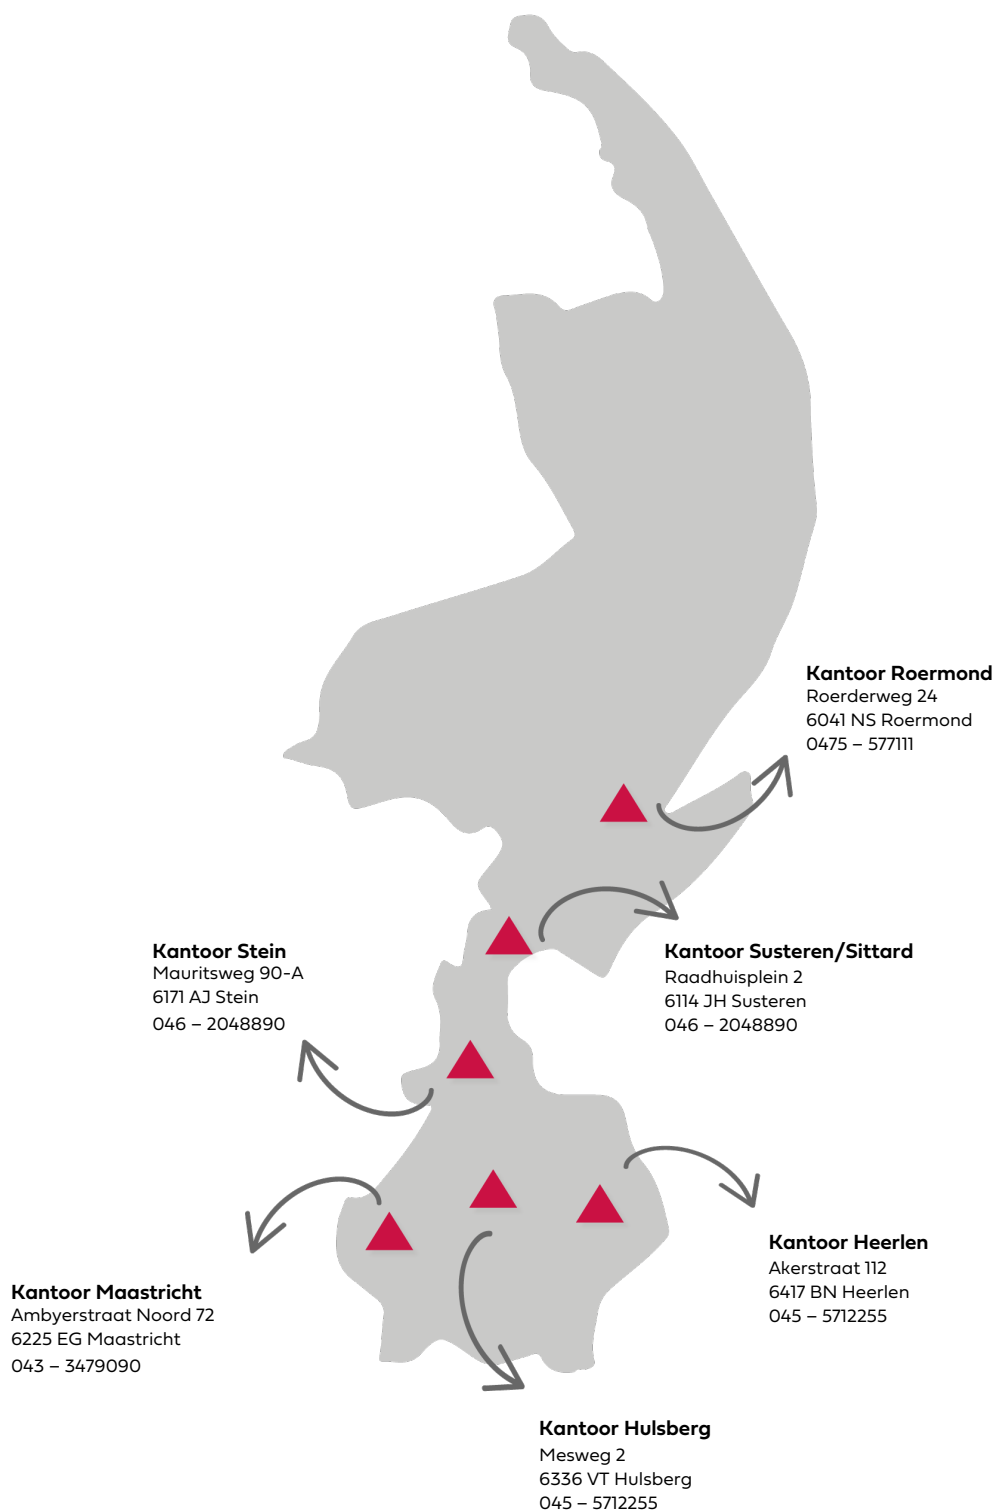 Kantoor Roermond
Roerderweg 24
6041 NS Roermond
0475 – 577111
Kantoor Stein
Mauritsweg 90-A
6171 AJ Stein
046 – 2048890
Kantoor Susteren/Sittard
Raadhuisplein 2
6114 JH Susteren
046 – 2048890
Kantoor Heerlen
Akerstraat 112
6417 BN Heerlen
045 – 5712255
Kantoor Maastricht
Ambyerstraat Noord 72
6225 EG Maastricht
043 – 3479090
Kantoor Hulsberg
Mesweg 2
6336 VT Hulsberg
045 – 5712255